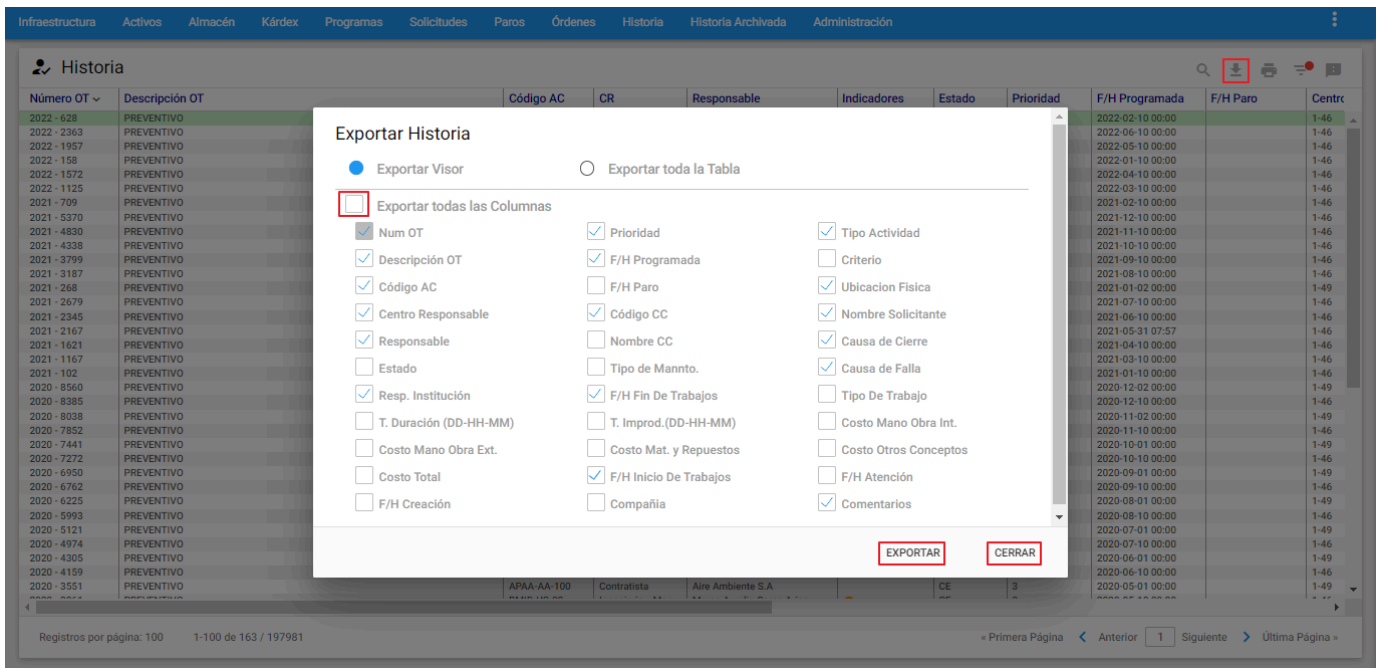 Infraestructura Activos Almacén Kárdex Programas Solicitudes Paros Órdenes Historia Historia Archivada Administración
Historia
Número OT Descripción OT Código AC CR Responsable Indicadores Estado Prioridad F/H Programada F/H Paro Centro
2022 - 628 PREVENTIVO 2022-02-10 00:00 1-46
2022 - 2363 PREVENTIVO 2022-06-10 00:00 1-46
2022 - 1957 PREVENTIVO 2022-05-10 00:00 1-46
2022 - 158 PREVENTIVO 2022-01-10 00:00 1-46
2022 - 1572 PREVENTIVO 2022-04-10 00:00 1-46
2022 - 1125 PREVENTIVO 2022-03-10 00:00 1-46
2021 - 709 PREVENTIVO 2021-02-10 00:00 1-46
2021 - 5370 PREVENTIVO 2021-12-10 00:00 1-46
2021 - 4830 PREVENTIVO 2021-11-10 00:00 1-46
2021 - 4338 PREVENTIVO 2021-10-10 00:00 1-46
2021 - 3799 PREVENTIVO 2021-09-10 00:00 1-46
2021 - 3187 PREVENTIVO 2021-08-10 00:00 1-46
2021 - 268 PREVENTIVO 2021-01-02 00:00 1-49
2021 - 2679 PREVENTIVO 2021-07-10 00:00 1-46
2021 - 2345 PREVENTIVO 2021-06-10 00:00 1-46
2021 - 2167 PREVENTIVO 2021-05-31 07:57 1-46
2021 - 1621 PREVENTIVO 2021-04-10 00:00 1-46
2021 - 1167 PREVENTIVO 2021-03-10 00:00 1-46
2021 - 102 PREVENTIVO 2021-01-10 00:00 1-46
2020 - 8560 PREVENTIVO 2020-12-02 00:00 1-49
2020 - 8385 PREVENTIVO 2020-12-10 00:00 1-46
2020 - 8038 PREVENTIVO 2020-11-02 00:00 1-49
2020 - 7852 PREVENTIVO 2020-11-10 00:00 1-46
2020 - 7441 PREVENTIVO 2020-10-01 00:00 1-49
2020 - 7272 PREVENTIVO 2020-10-10 00:00 1-46
2020 - 6950 PREVENTIVO 2020-09-01 00:00 1-49
2020 - 6762 PREVENTIVO 2020-09-10 00:00 1-46
2020 - 6225 PREVENTIVO 2020-08-01 00:00 1-49
2020 - 5993 PREVENTIVO 2020-08-10 00:00 1-46
2020 - 5121 PREVENTIVO 2020-07-01 00:00 1-49
2020 - 4974 PREVENTIVO 2020-07-10 00:00 1-46
2020 - 4305 PREVENTIVO 2020-06-01 00:00 1-49
2020 - 4159 PREVENTIVO 2020-06-10 00:00 1-46
2020 - 3551 PREVENTIVO APAA-AA-100 Contratista Aire Ambiente S.A CE 3 2020-05-01 00:00 1-49
Exportar Historia
Exportar Visor Exportar toda la Tabla
Exportar todas las Columnas
Num OT Prioridad Tipo Actividad
Descripción OT F/H Programada Criterio
Código AC F/H Paro Ubicacion Fisica
Centro Responsable Código CC Nombre Solicitante
Responsable Nombre CC Causa de Cierre
Estado Tipo de Mannto. Causa de Falla
Resp. Institución F/H Fin De Trabajos Tipo De Trabajo
T. Duración (DD-HH-MM) T. Improd.(DD-HH-MM) Costo Mano Obra Int.
Costo Mano Obra Ext. Costo Mat. y Repuestos Costo Otros Conceptos
Costo Total F/H Inicio De Trabajos F/H Atención
F/H Creación Compañia Comentarios
EXPORTAR CERRAR
Registros por página: 100 1-100 de 163 / 197981 « Primera Página Anterior 1 Siguiente Última Página »